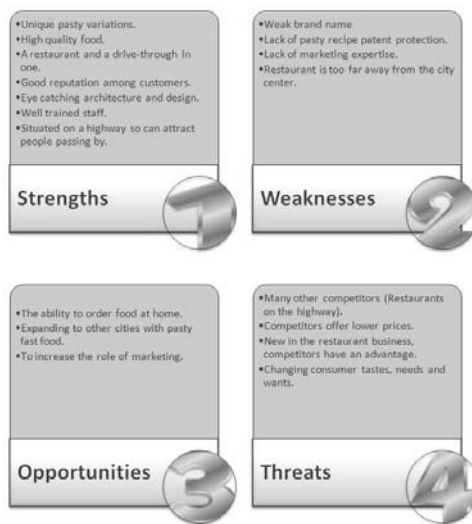 •Unique pasty variations.
•High quality food.
•A restaurant and a drive-through in
one.
•Good reputation among customers.
•Eye catching architecture and design.
•Well trained staff.
•Situated on a highway so can attract
people passing by.
Strengths
1
•Weak brand name
•Lack of pasty recipe patent protection.
•Lack of marketing expertise.
•Restaurant is too far away from the city
center.
Weaknesses
2
•The ability to order food at home.
•Expanding to other cities with pasty
fast food.
•To increase the role of marketing.
Opportunities
3
•Many other competitors (Restaurants
on the highway).
•Competitors offer lower prices.
•New in the restaurant business,
competitors have an advantage.
•Changing consumer tastes, needs and
wants.
Threats
4